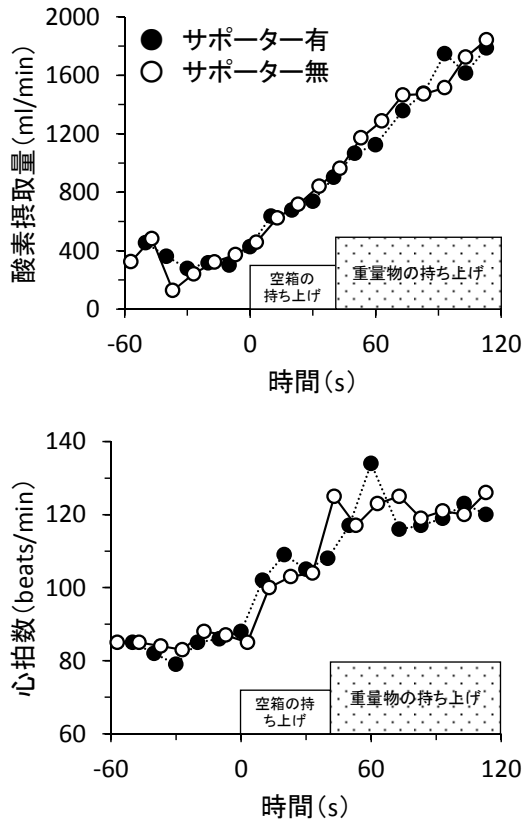 2000
1600
1200
800
400
0
酸素摂取量(ml/min)
サポーター有
サポーター無
空箱の
持ち上げ
重量物の持ち上げ
-60
0
60
120
時間(s)
140
120
100
80
60
心拍数(beats/min)
空箱の持
ち上げ
重量物の持ち上げ
-60
0
60
120
時間(s)